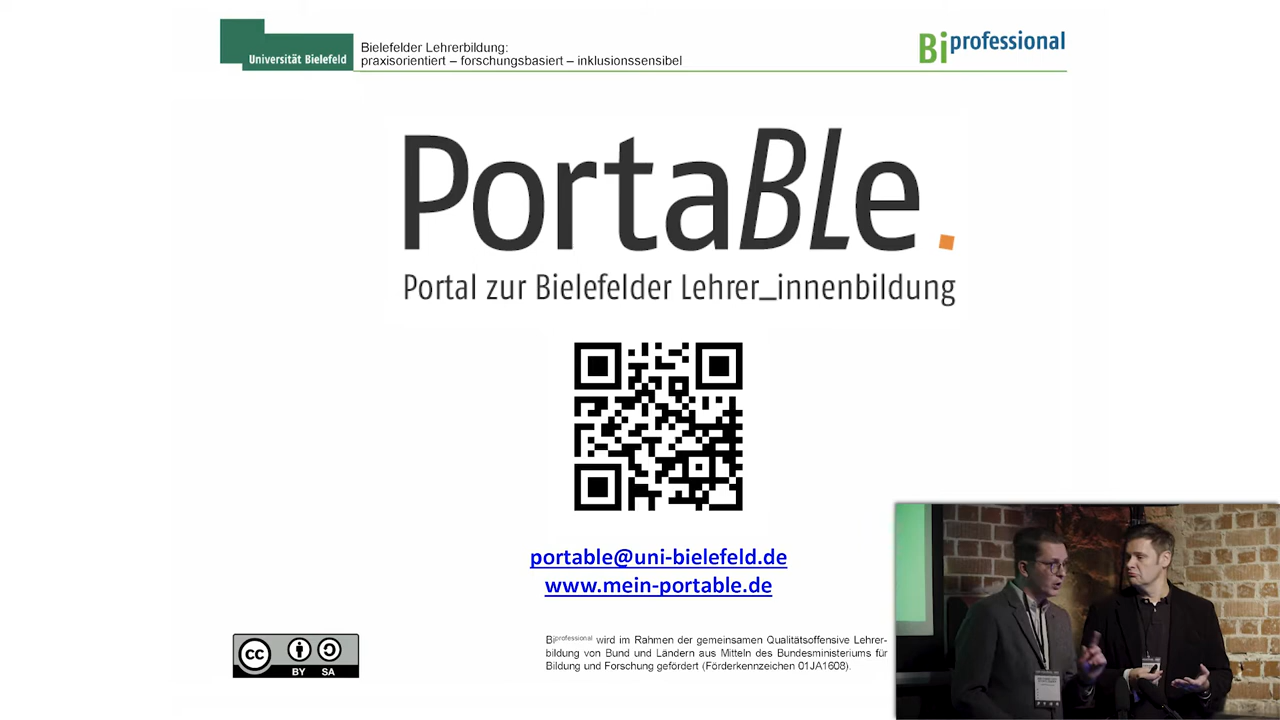 Universität Bielefeld
Bielefelder Lehrerbildung:
praxisorientiert – forschungsbasiert – inklusionssensibel
Biprofessional
PortaBLe.
Portal zur Bielefelder Lehrer_innenbildung
portable@uni-bielefeld.de
www.mein-portable.de
cc BY SA
Biprofessional wird im Rahmen der gemeinsamen Qualitätsoffensive Lehrer-
bildung von Bund und Ländern aus Mitteln des Bundesministeriums für
Bildung und Forschung gefördert (Förderkennzeichen 01JA1608).